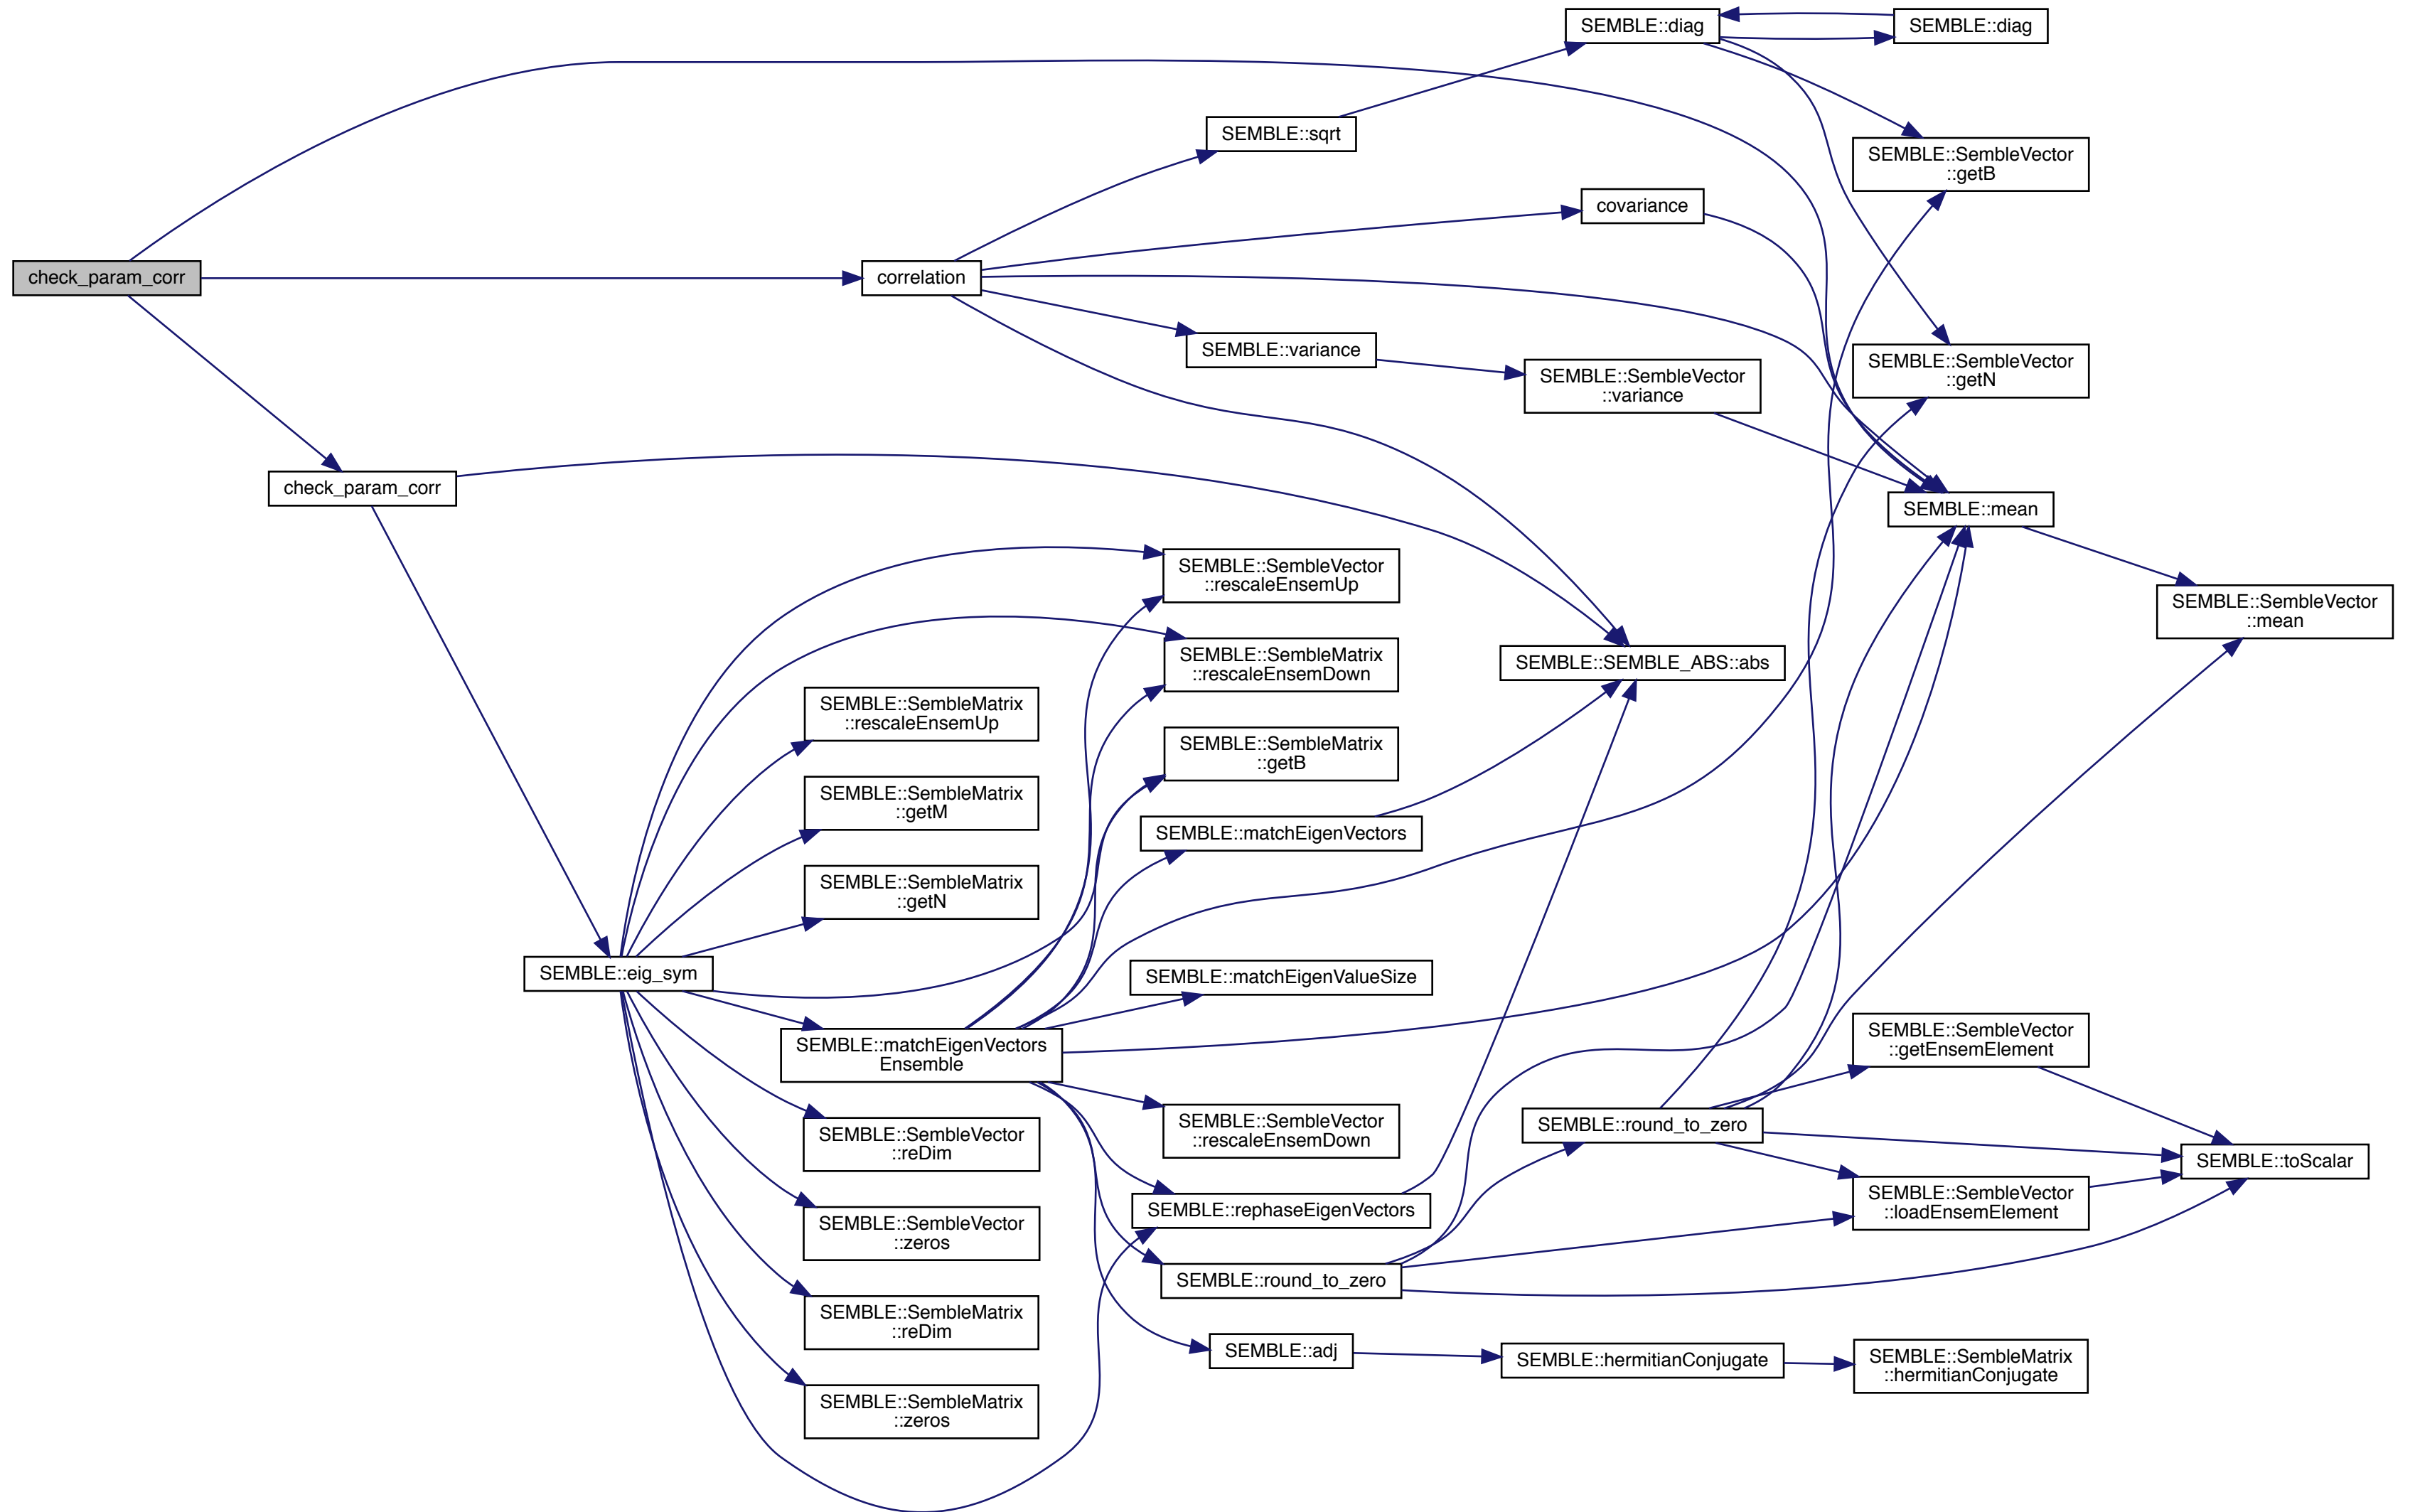 SEMBLE::diag
SEMBLE::diag
SEMBLE::sqrt
SEMBLE::SembleVector
::getB
covariance
check_param_corr
correlation
SEMBLE::variance
SEMBLE::SembleVector
::getN
SEMBLE::SembleVector
::variance
check_param_corr
SEMBLE::mean
SEMBLE::SembleVector
::rescaleEnsemUp
SEMBLE::SembleVector
::mean
SEMBLE::SembleMatrix
::rescaleEnsemDown
SEMBLE::SEMBLE_ABS::abs
SEMBLE::SembleMatrix
::rescaleEnsemUp
SEMBLE::SembleMatrix
::getB
SEMBLE::SembleMatrix
::getM
SEMBLE::matchEigenVectors
SEMBLE::SembleMatrix
::getN
SEMBLE::eig_sym
SEMBLE::matchEigenValueSize
SEMBLE::matchEigenVectors
Ensemble
SEMBLE::SembleVector
::getEnsemElement
SEMBLE::SembleVector
::reDim
SEMBLE::SembleVector
::rescaleEnsemDown
SEMBLE::round_to_zero
SEMBLE::toScalar
SEMBLE::SembleVector
::zeros
SEMBLE::rephaseEigenVectors
SEMBLE::SembleVector
::loadEnsemElement
SEMBLE::round_to_zero
SEMBLE::SembleMatrix
::reDim
SEMBLE::adj
SEMBLE::hermitianConjugate
SEMBLE::SembleMatrix
::hermitianConjugate
SEMBLE::SembleMatrix
::zeros